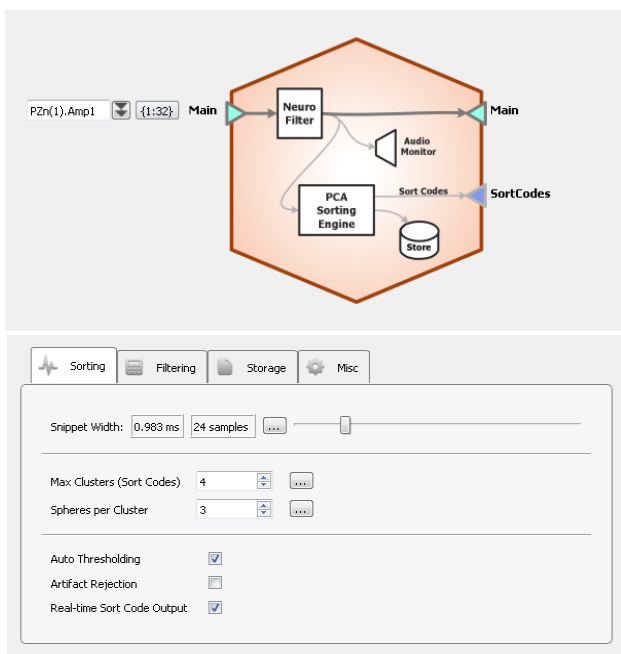 PZn(1).Amp1 {1:32} Main
Neuro
Filter
Main
Audio
Monitor
PCA
Sorting
Engine
Sort Codes
SortCodes
Store
Sorting Filtering Storage Misc
Snippet Width: 0.983 ms 24 samples ...
Max Clusters (Sort Codes) 4 ...
Spheres per Cluster 3 ...
Auto Thresholding
Artifact Rejection
Real-time Sort Code Output